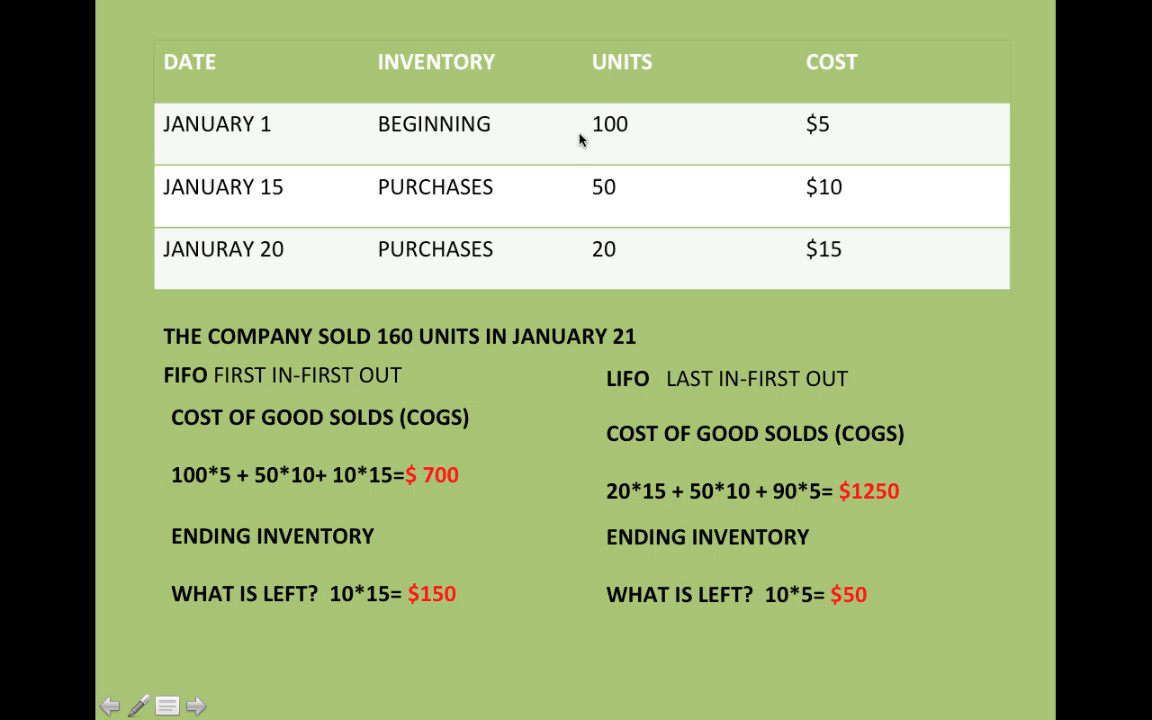 DATE INVENTORY UNITS COST
JANUARY 1 BEGINNING 100 $5
JANUARY 15 PURCHASES 50 $10
JANURAY 20 PURCHASES 20 $15
THE COMPANY SOLD 160 UNITS IN JANUARY 21
FIFO FIRST IN-FIRST OUT
COST OF GOOD SOLDS (COGS)
100*5 + 50*10+ 10*15=$ 700
ENDING INVENTORY
WHAT IS LEFT? 10*15= $150
LIFO LAST IN-FIRST OUT
COST OF GOOD SOLDS (COGS)
20*15 + 50*10 + 90*5= $1250
ENDING INVENTORY
WHAT IS LEFT? 10*5= $50